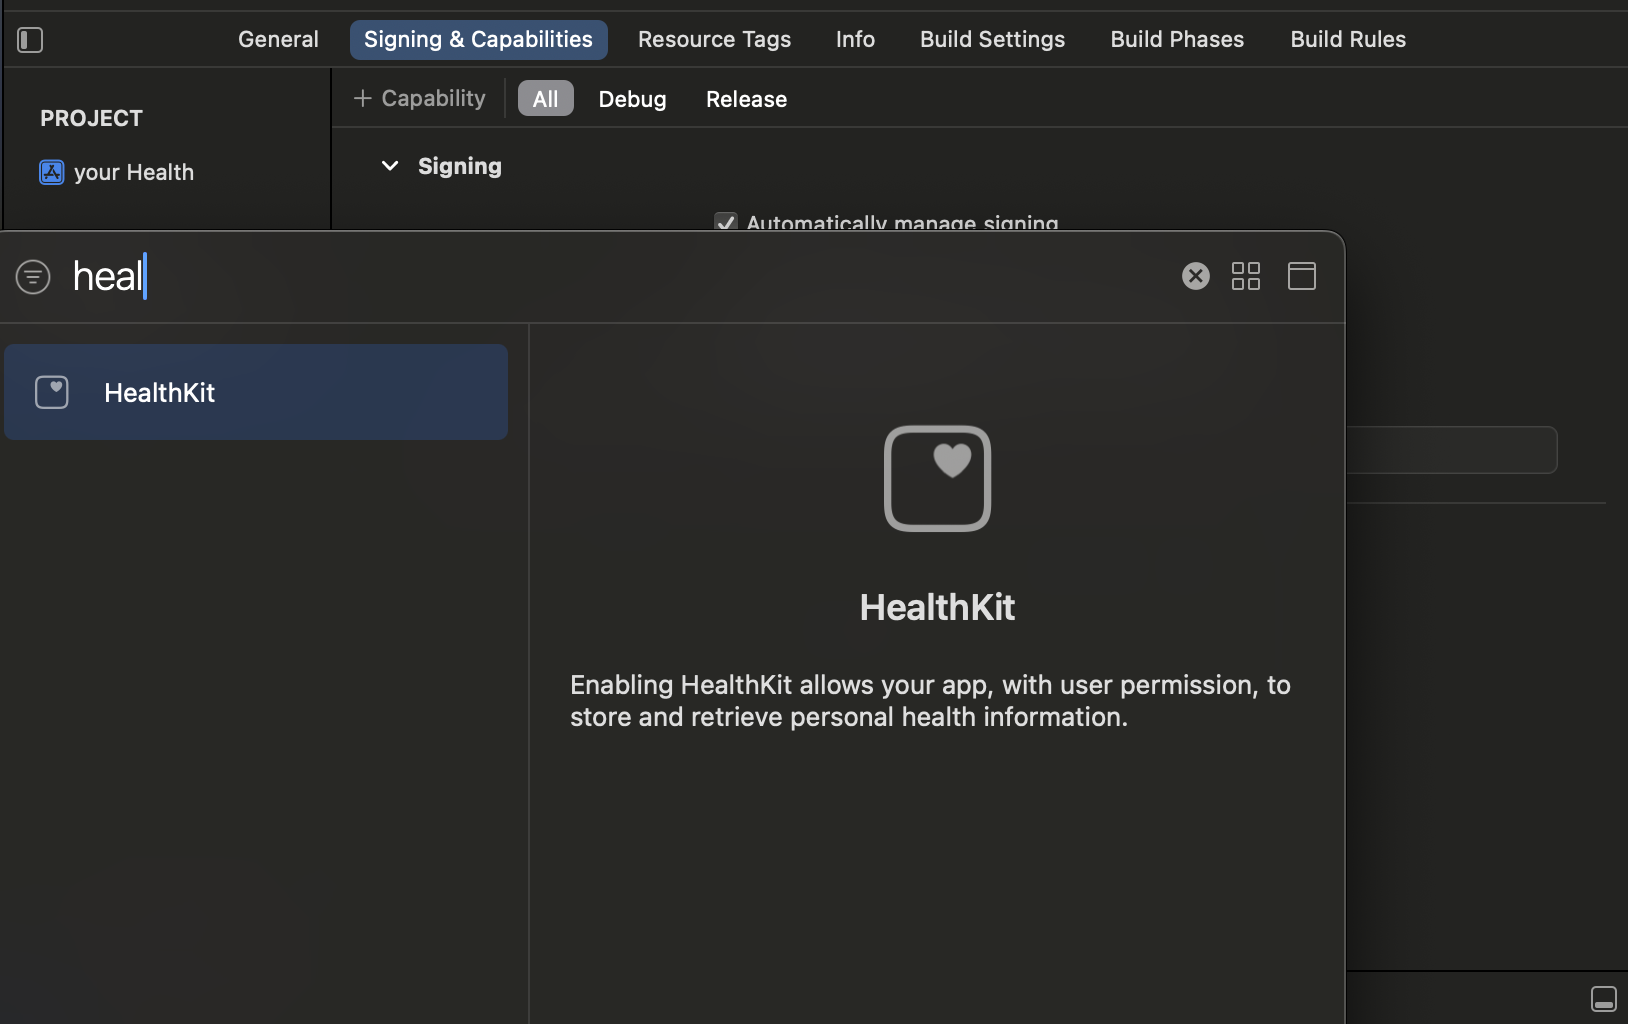 General Signing & Capabilities Resource Tags Info Build Settings Build Phases Build Rules
+ Capability All Debug Release
PROJECT
your Health
Signing
Automatically manage signing
heal
HealthKit
HealthKit
Enabling HealthKit allows your app, with user permission, to
store and retrieve personal health information.